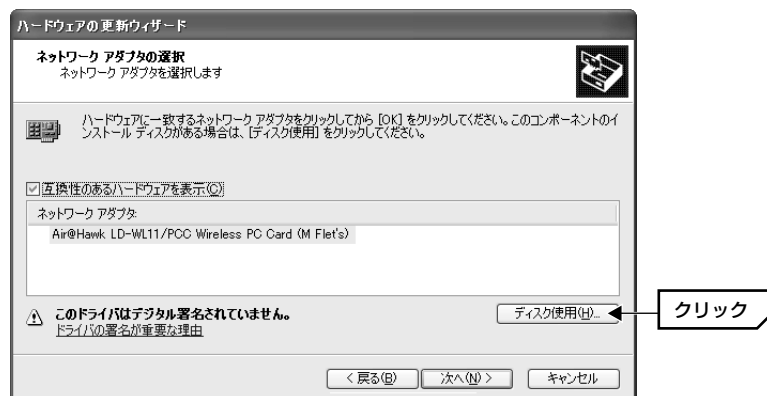 ハードウェアの更新ウィザード
ネットワーク アダプタの選択
ネットワーク アダプタを選択します
ハードウェアに一致するネットワーク アダプタをクリックしてから [OK] をクリックしてください。このコンポーネントのイ
ンストール ディスクがある場合は、[ディスク使用] をクリックしてください。
互換性のあるハードウェアを表示(C)
ネットワーク アダプタ:
Air@Hawk LD-WL11/PCC Wireless PC Card (M Flet's)
このドライバはデジタル署名されていません。
ドライバの署名が重要な理由
ディスク使用(H)...
クリック
< 戻る(B)
次へ(N) >
キャンセル